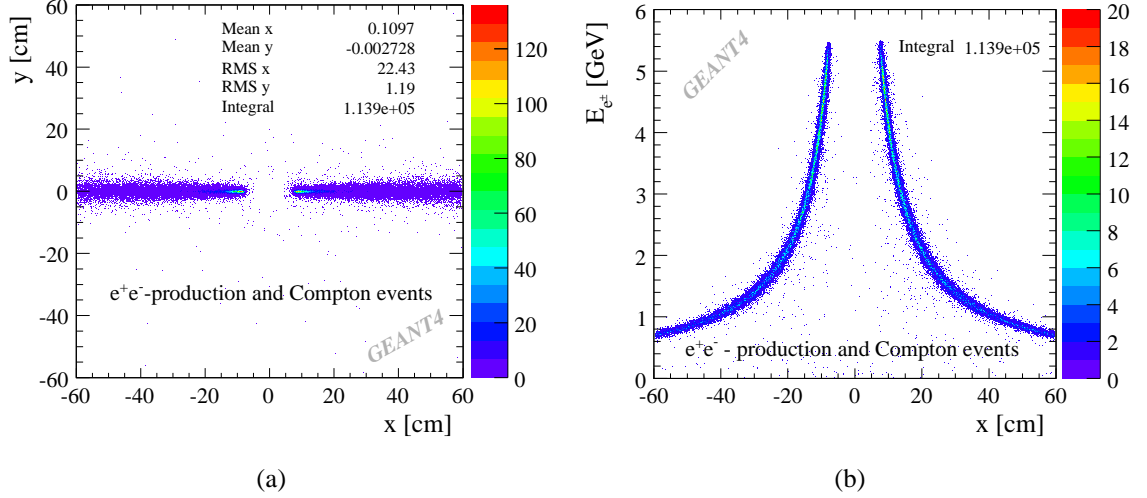 y [cm]
60
40
20
0
-20
-40
-60
-60 -40 -20 0 20 40 60
x [cm]
Mean x 0.1097
Mean y -0.002728
RMS x 22.43
RMS y 1.19
Integral 1.139e+05
e⁺e⁻-production and Compton events
GEANT4
120
100
80
60
40
20
0
(a)
E_e± [GeV]
6
5
4
3
2
1
0
-60 -40 -20 0 20 40 60
x [cm]
GEANT4
Integral 1.139e+05
e⁺e⁻ - production and Compton events
20
18
16
14
12
10
8
6
4
2
0
(b)